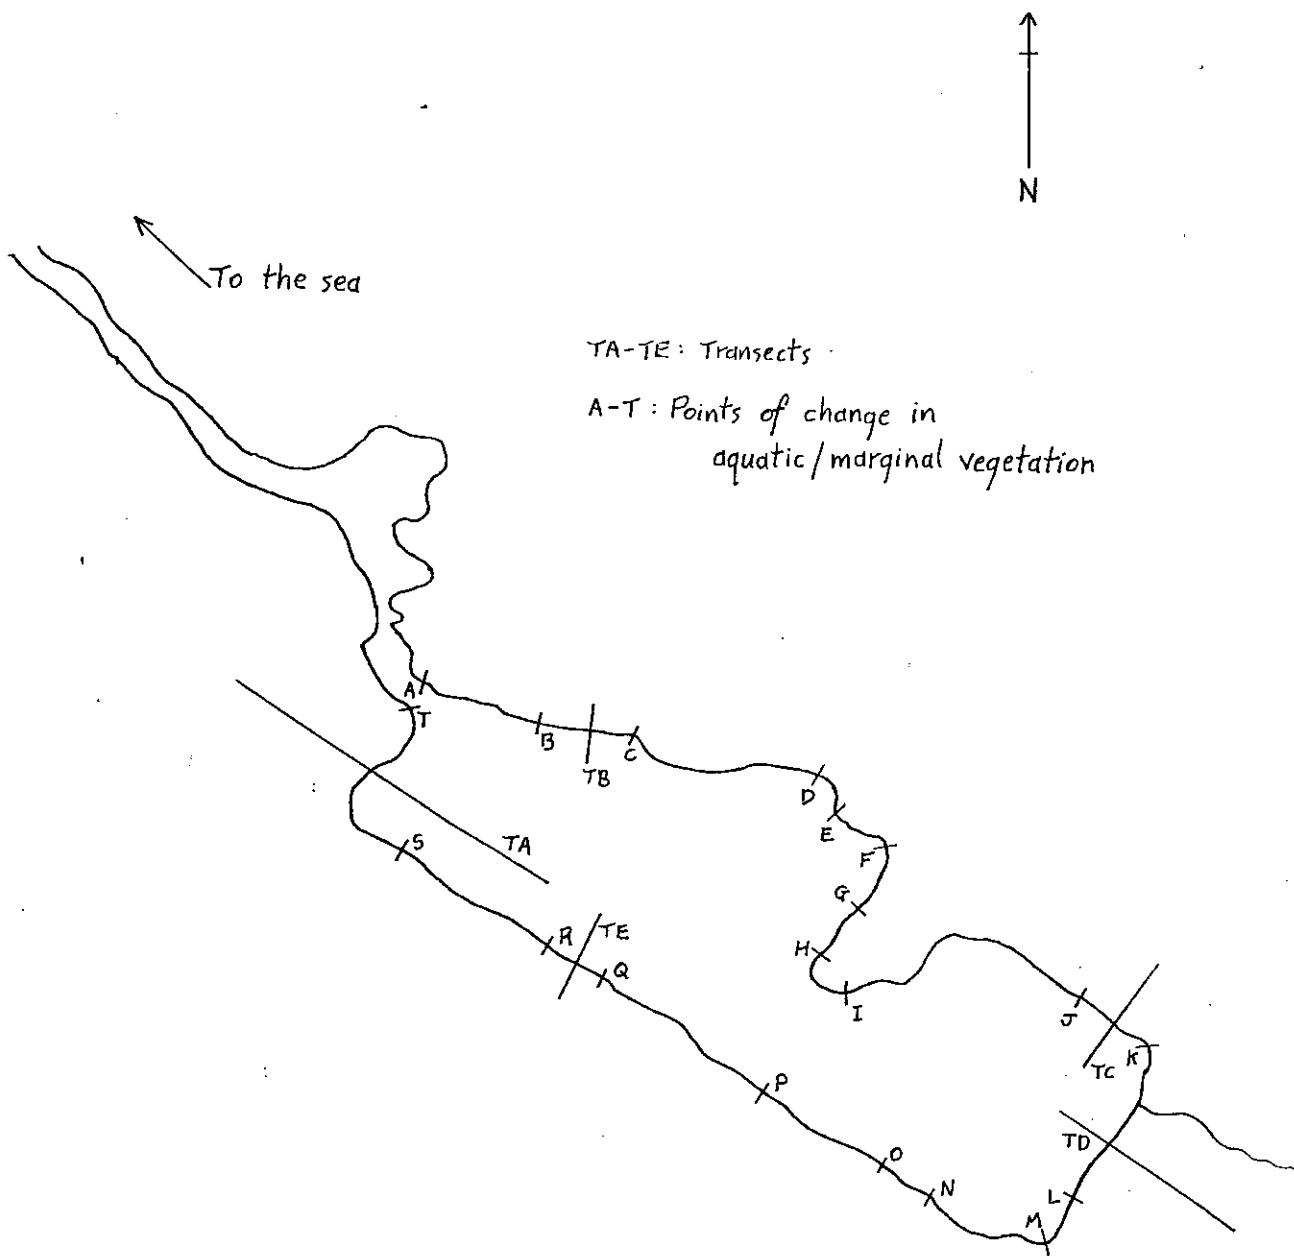 N
To the sea
TA-TE: Transects
A-T: Points of change in
aquatic/marginal vegetation
A
T
B
TB
C
D
E
F
TA
S
G
R
TE
H
Q
I
J
K
TC
P
TD
O
N
L
M